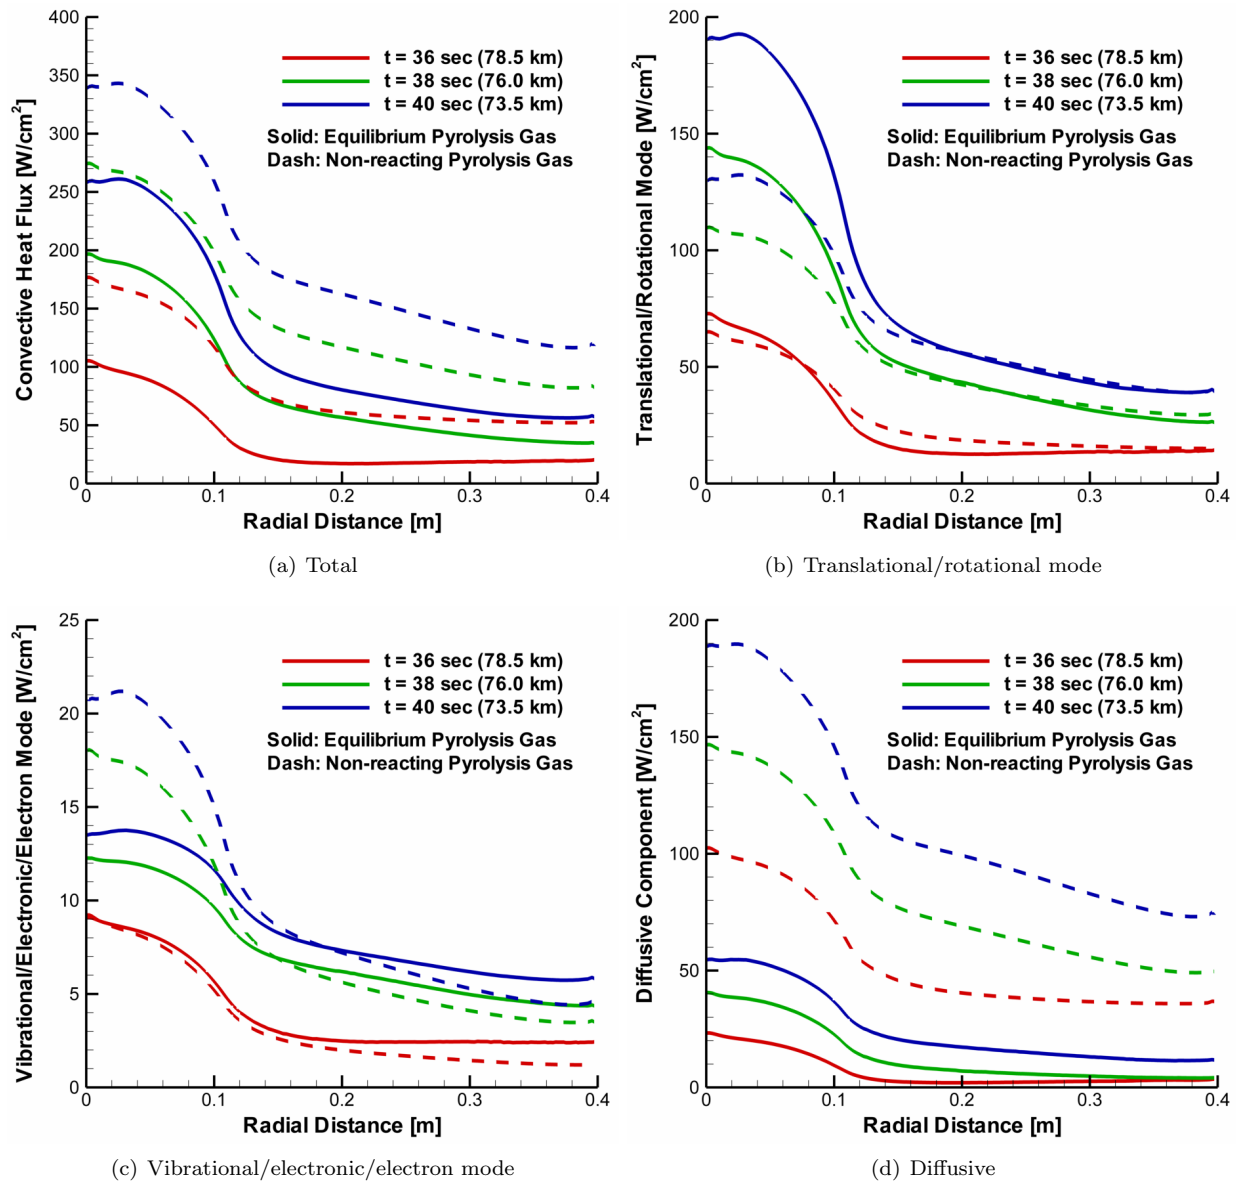 400
350
300
250
200
150
100
50
0
Convective Heat Flux [W/cm²]
t = 36 sec (78.5 km)
t = 38 sec (76.0 km)
t = 40 sec (73.5 km)
Solid: Equilibrium Pyrolysis Gas
Dash: Non-reacting Pyrolysis Gas
0 0.1 0.2 0.3 0.4
Radial Distance [m]
(a) Total
200
150
100
50
0
Translational/Rotational Mode [W/cm²]
t = 36 sec (78.5 km)
t = 38 sec (76.0 km)
t = 40 sec (73.5 km)
Solid: Equilibrium Pyrolysis Gas
Dash: Non-reacting Pyrolysis Gas
0 0.1 0.2 0.3 0.4
Radial Distance [m]
(b) Translational/rotational mode
25
20
15
10
5
0
Vibrational/Electronic/Electron Mode [W/cm²]
t = 36 sec (78.5 km)
t = 38 sec (76.0 km)
t = 40 sec (73.5 km)
Solid: Equilibrium Pyrolysis Gas
Dash: Non-reacting Pyrolysis Gas
0 0.1 0.2 0.3 0.4
Radial Distance [m]
(c) Vibrational/electronic/electron mode
200
150
100
50
0
Diffusive Component [W/cm²]
t = 36 sec (78.5 km)
t = 38 sec (76.0 km)
t = 40 sec (73.5 km)
Solid: Equilibrium Pyrolysis Gas
Dash: Non-reacting Pyrolysis Gas
0 0.1 0.2 0.3 0.4
Radial Distance [m]
(d) Diffusive